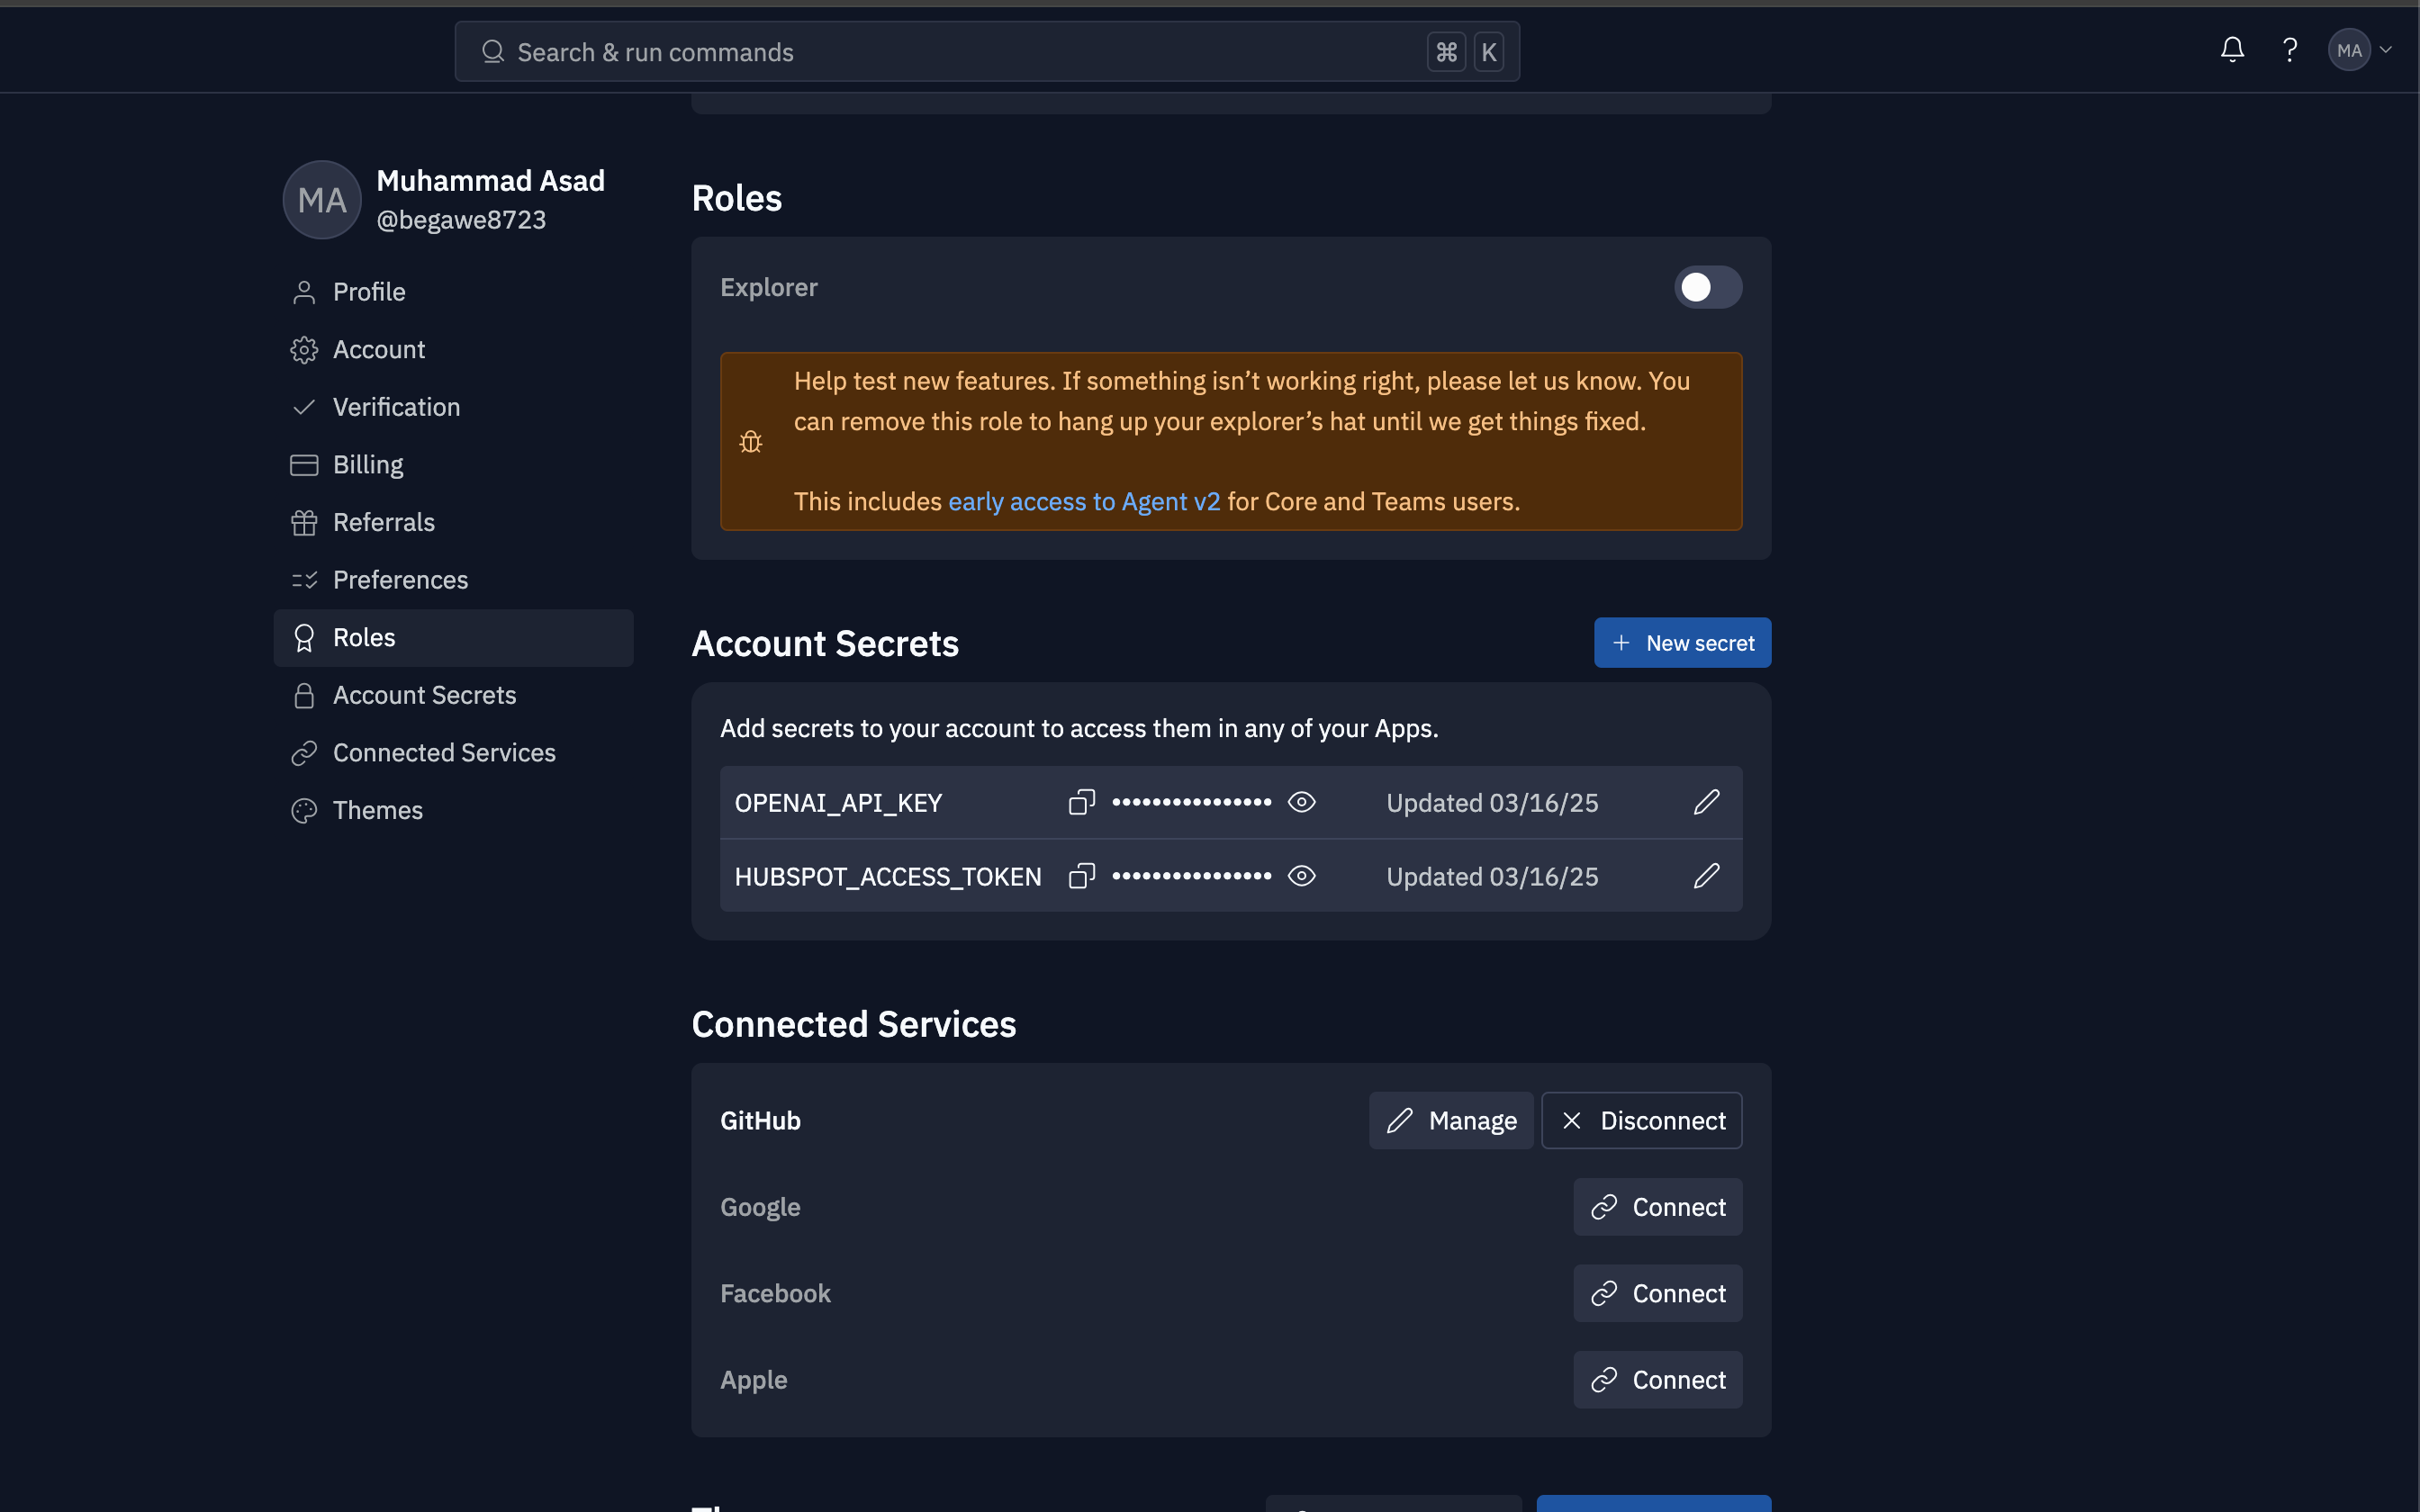 Search & run commands
⌘ K
MA
MA
Muhammad Asad
@begawe8723
Profile
Account
Verification
Billing
Referrals
Preferences
Roles
Account Secrets
Connected Services
Themes
Roles
Explorer
Help test new features. If something isn’t working right, please let us know. You
can remove this role to hang up your explorer’s hat until we get things fixed.
This includes early access to Agent v2 for Core and Teams users.
Account Secrets
New secret
Add secrets to your account to access them in any of your Apps.
OPENAI_API_KEY •••••••••••••••• Updated 03/16/25
HUBSPOT_ACCESS_TOKEN •••••••••••••••• Updated 03/16/25
Connected Services
GitHub Manage Disconnect
Google Connect
Facebook Connect
Apple Connect